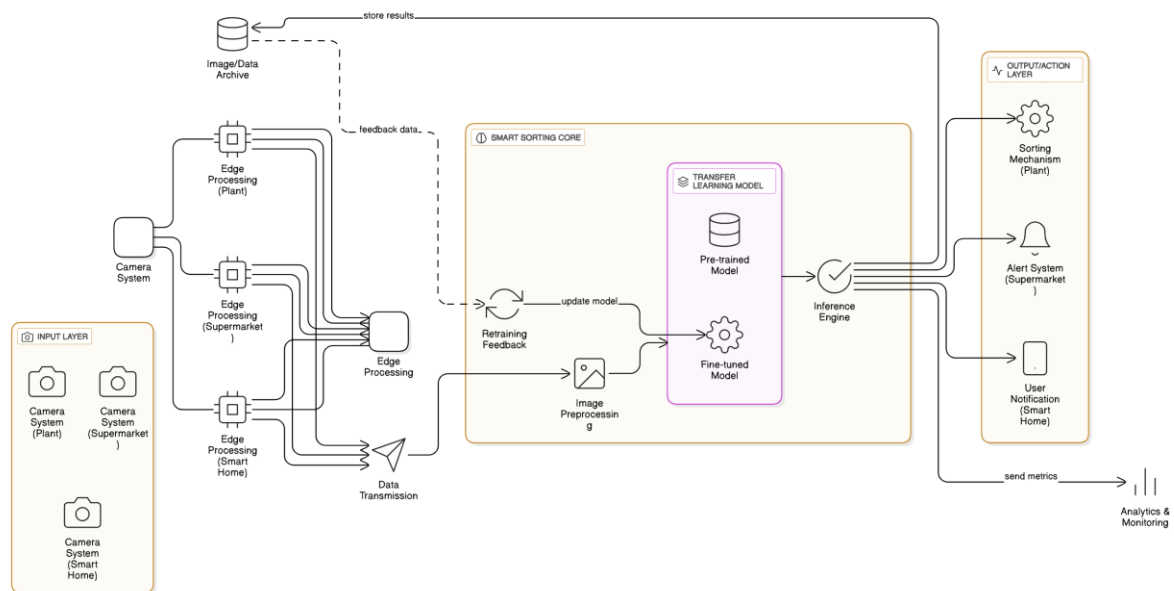 store results
Image/Data
Archive
OUTPUT/ACTION
LAYER
feedback data
SMART SORTING CORE
Sorting
Mechanism
(Plant)
Edge
Processing
(Plant)
TRANSFER
LEARNING MODEL
Camera
System
Pre-trained
Model
Alert System
(Supermarket
)
Edge
Processing
(Supermarket
)
update model
Inference
Engine
Retraining
Feedback
INPUT LAYER
Edge
Processing
Fine-tuned
Model
User
Notification
(Smart
Home)
Camera
System
(Plant)
Camera
System
(Supermarket
)
Image
Preprocessin
g
Edge
Processing
(Smart
Home)
Data
Transmission
send metrics
Analytics &
Monitoring
Camera
System
(Smart
Home)